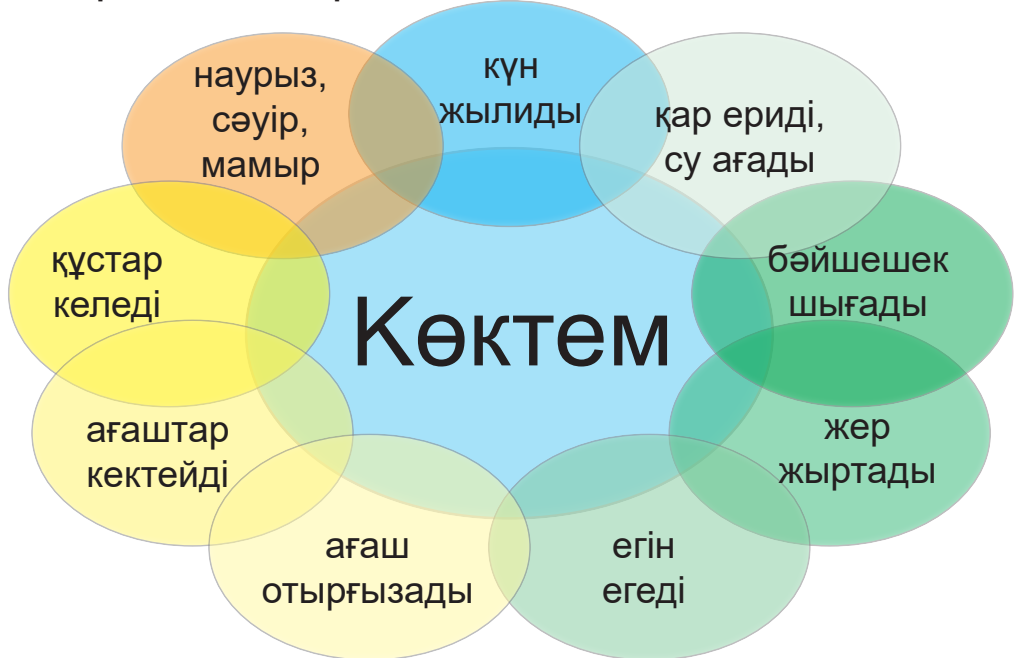 наурыз,
сәуір,
мамыр
күн
жылиды
қар ериді,
су ағады
құстар
келеді
Көктем
бәйшешек
шығады
ағаштар
кектейді
жер
жыртады
ағаш
отырғызады
егін
егеді